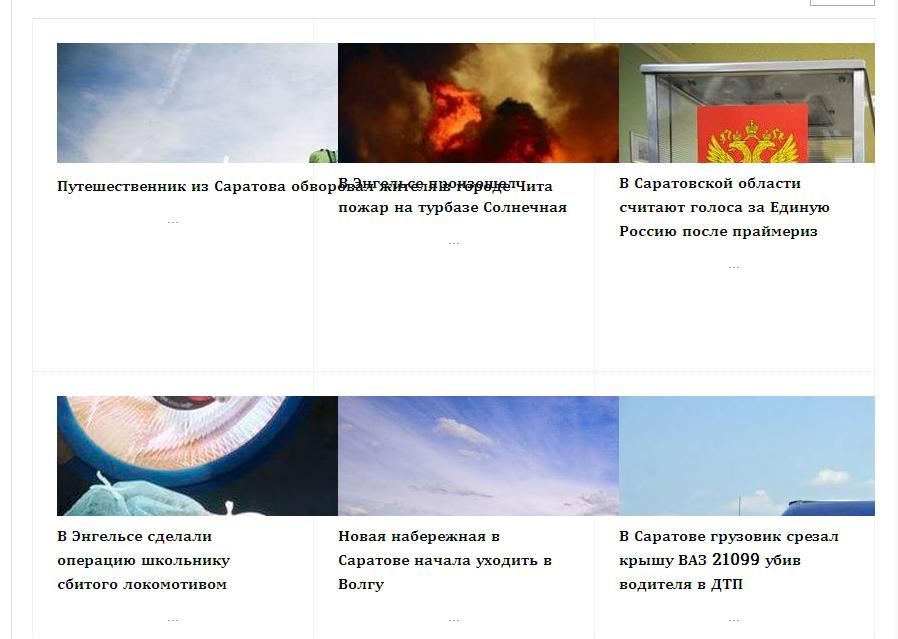 Путешественник из Саратова обворовал жителя в городе Чита
...
В Энгельсе произошел
пожар на турбазе Солнечная
...
В Саратовской области
считают голоса за Единую
Россию после праймериз
...
В Энгельсе сделали
операцию школьнику
сбитого локомотивом
...
Новая набережная в
Саратове начала уходить в
Волгу
...
В Саратове грузовик срезал
крышу ВАЗ 21099 убив
водителя в ДТП
...